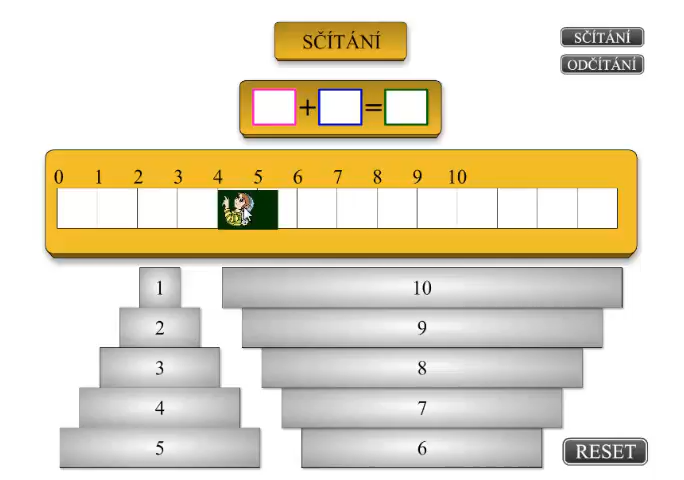 SČÍTÁNÍ
SČÍTÁNÍ
ODČÍTÁNÍ
+ =
0 1 2 3 4 5 6 7 8 9 10
1 10
2 9
3 8
4 7
5 6
RESET